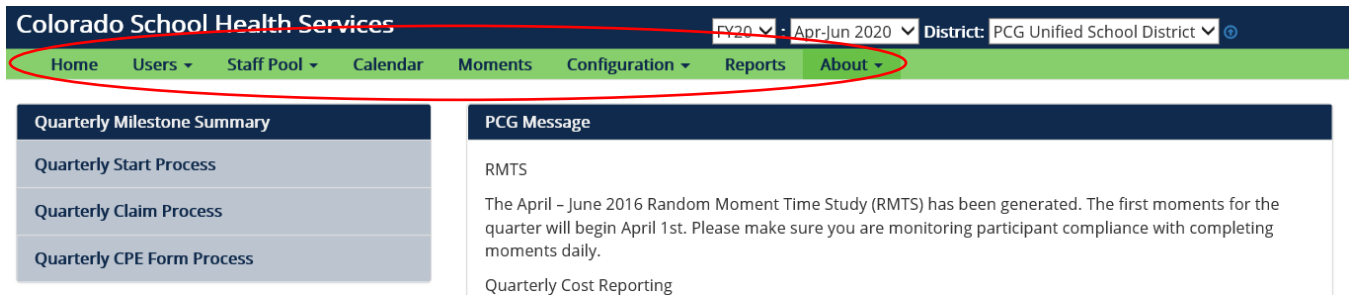 Colorado School Health Services
FY20 : Apr-Jun 2020 District: PCG Unified School District
Home Users Staff Pool Calendar Moments Configuration Reports About
Quarterly Milestone Summary
Quarterly Start Process
Quarterly Claim Process
Quarterly CPE Form Process
PCG Message
RMTS
The April – June 2016 Random Moment Time Study (RMTS) has been generated. The first moments for the
quarter will begin April 1st. Please make sure you are monitoring participant compliance with completing
moments daily.
Quarterly Cost Reporting